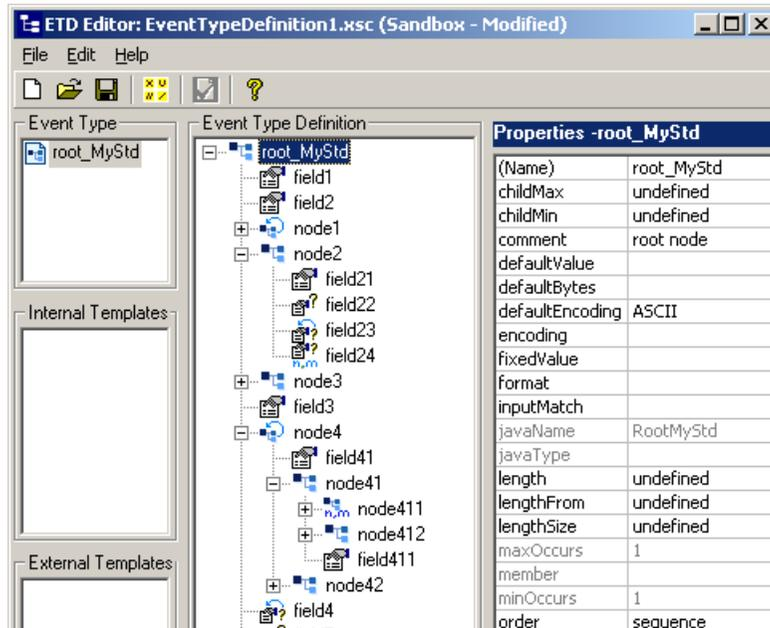 ETD Editor: EventTypeDefinition1.xsc (Sandbox - Modified)
File Edit Help
Event Type
root_MyStd
Internal Templates
External Templates
Event Type Definition
root_MyStd
field1
field2
node1
node2
field21
field22
field23
field24
node3
field3
node4
field41
node41
node411
node412
field411
node42
field4
Properties -root_MyStd
(Name) root_MyStd
childMax undefined
childMin undefined
comment root node
defaultValue
defaultBytes
defaultEncoding ASCII
encoding
fixedValue
format
inputMatch
javaName RootMyStd
javaType
length undefined
lengthFrom undefined
lengthSize undefined
maxOccurs 1
member
minOccurs 1
order sequence